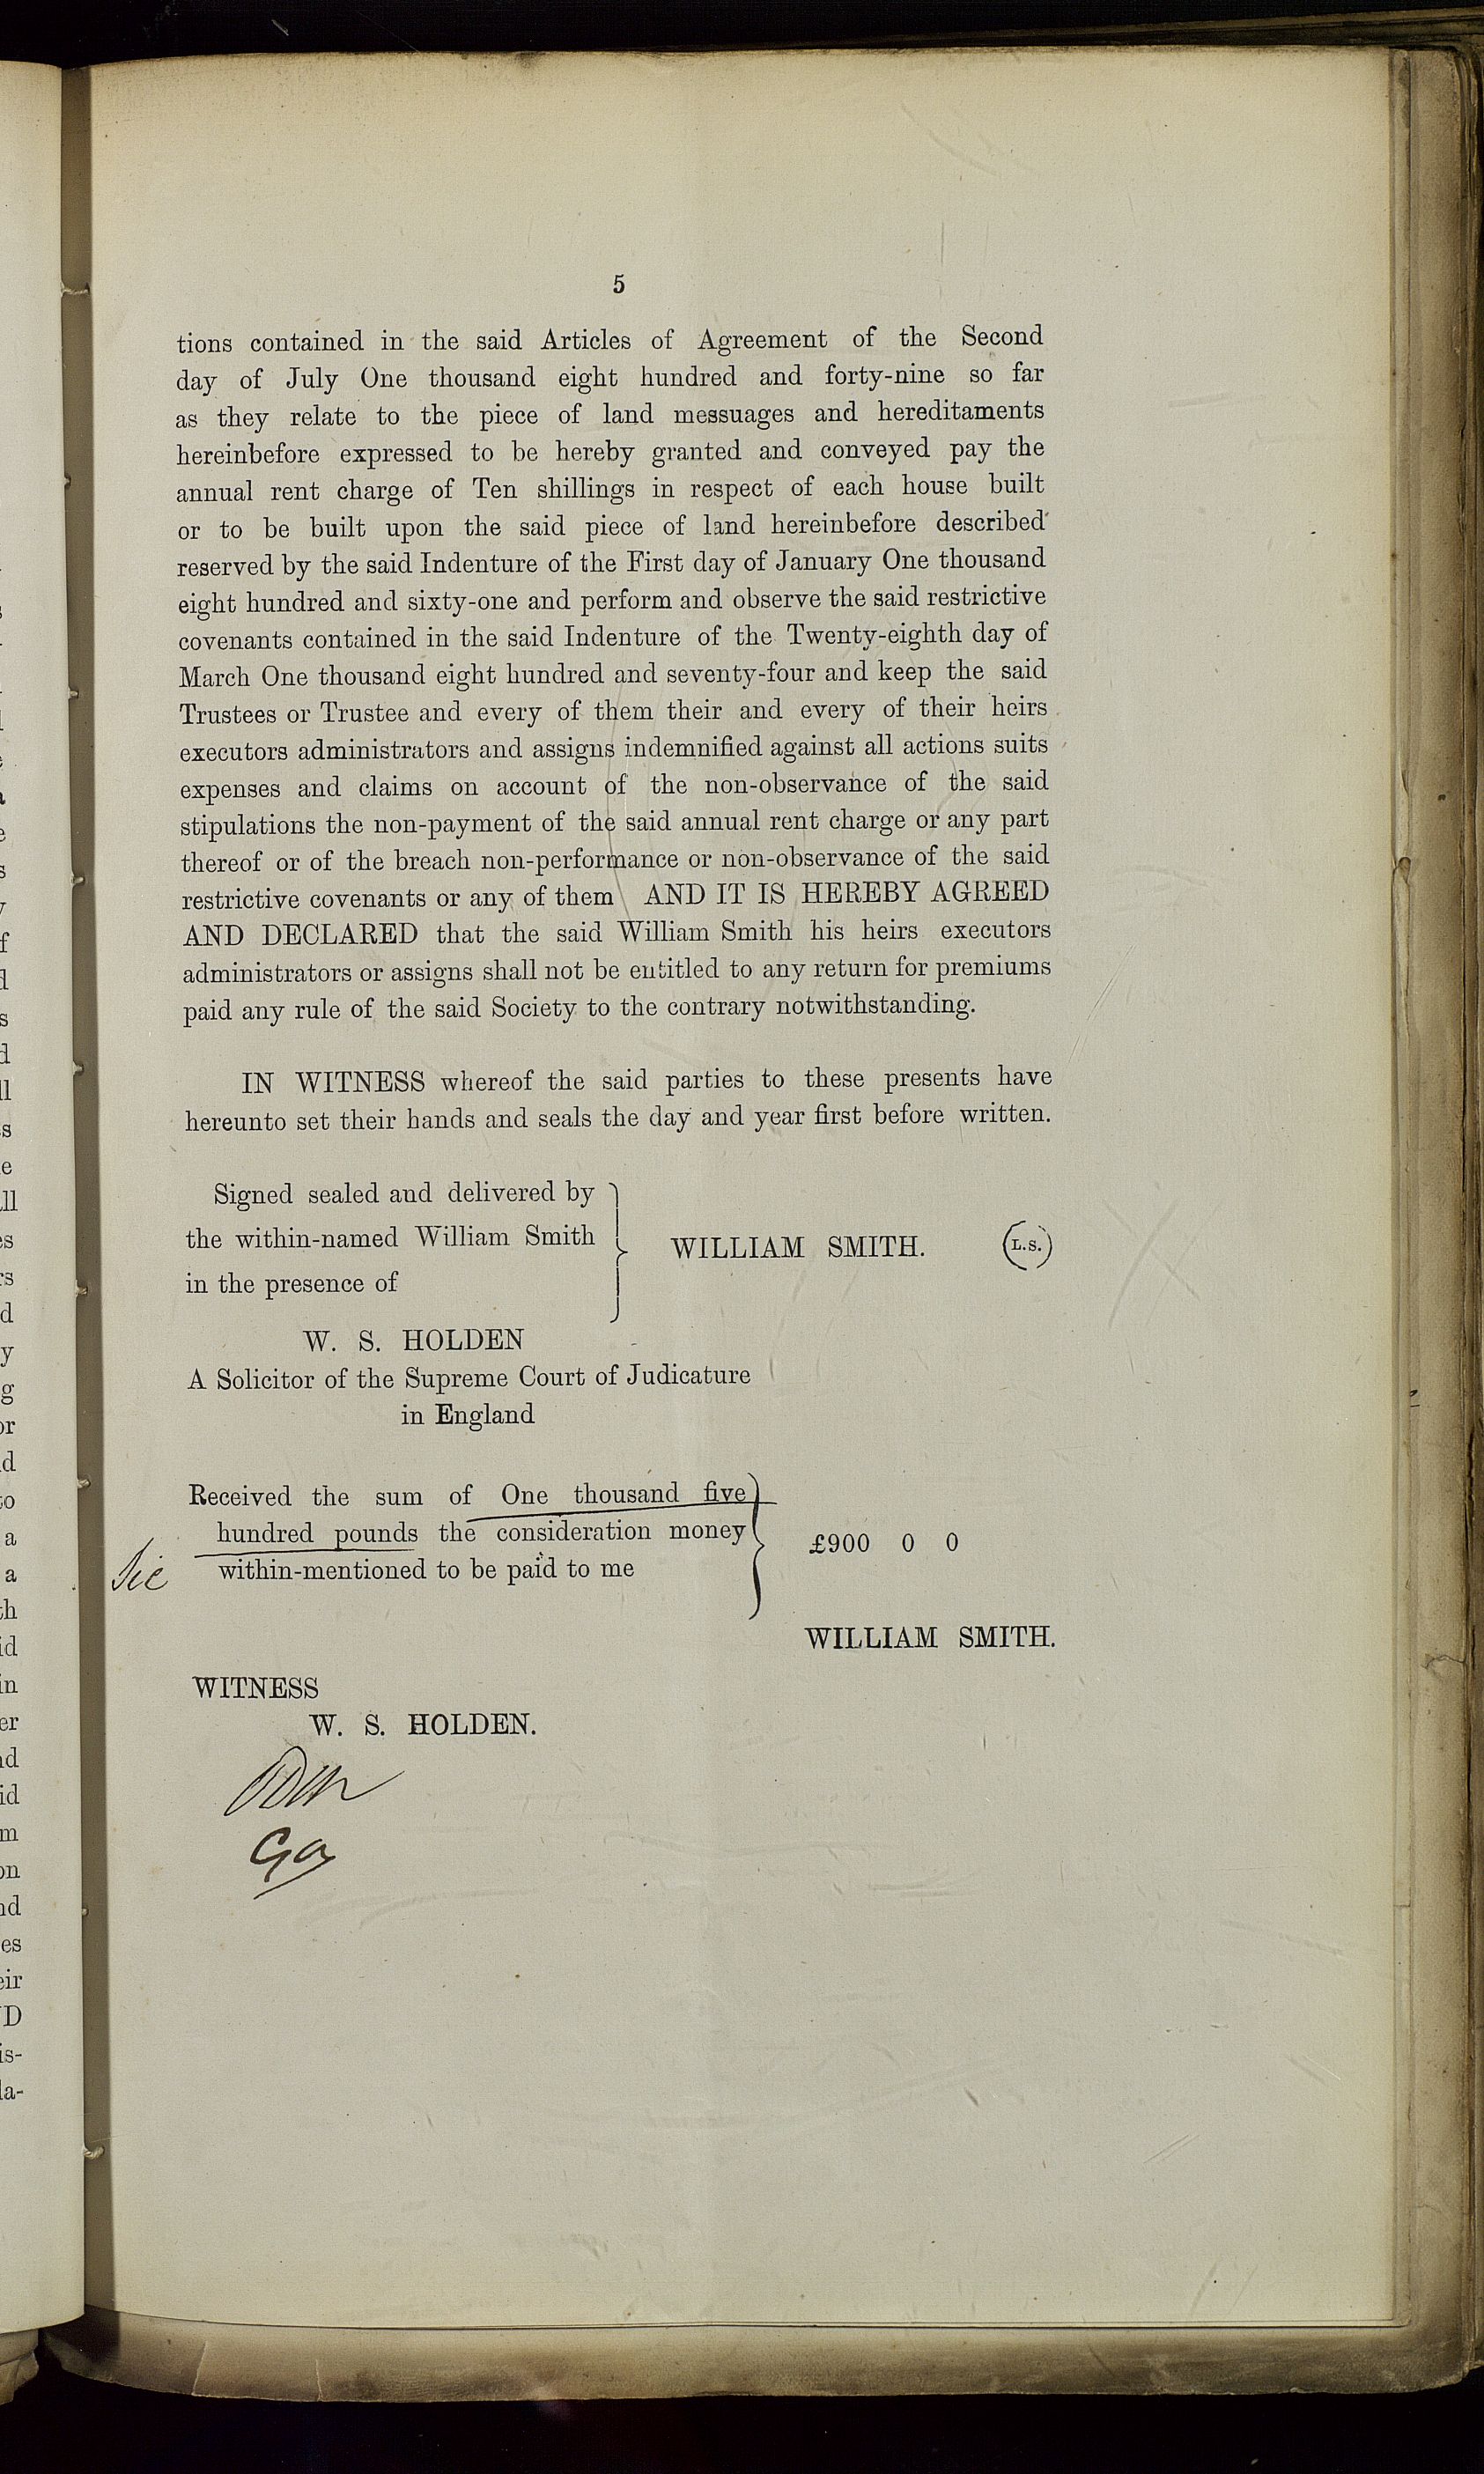 5
tions contained in the said Articles of Agreement of the Second
day of July One thousand eight hundred and forty-nine so far
as they relate to the piece of land messuages and hereditaments
hereinbefore expressed to be hereby granted and conveyed pay the
annual rent charge of Ten shillings in respect of each house built
or to be built upon the said piece of land hereinbefore described
reserved by the said Indenture of the First day of January One thousand
eight hundred and sixty-one and perform and observe the said restrictive
covenants contained in the said Indenture of the Twenty-eighth day of
March One thousand eight hundred and seventy-four and keep the said
Trustees or Trustee and every of them their and every of their heirs
executors administrators and assigns indemnified against all actions suits
expenses and claims on account of the non-observance of the said
stipulations the non-payment of the said annual rent charge or any part
thereof or of the breach non-performance or non-observance of the said
restrictive covenants or any of them AND IT IS HEREBY AGREED
AND DECLARED that the said William Smith his heirs executors
administrators or assigns shall not be entitled to any return for premiums
paid any rule of the said Society to the contrary notwithstanding.
IN WITNESS whereof the said parties to these presents have
hereunto set their hands and seals the day and year first before written.
Signed sealed and delivered by
the within-named William Smith
in the presence of
WILLIAM SMITH. (L.S.)
W. S. HOLDEN
A Solicitor of the Supreme Court of Judicature
in England
Received the sum of One thousand five
hundred pounds the consideration money
within-mentioned to be paid to me
£900 0 0
Sic
WILLIAM SMITH.
WITNESS
W. S. HOLDEN.